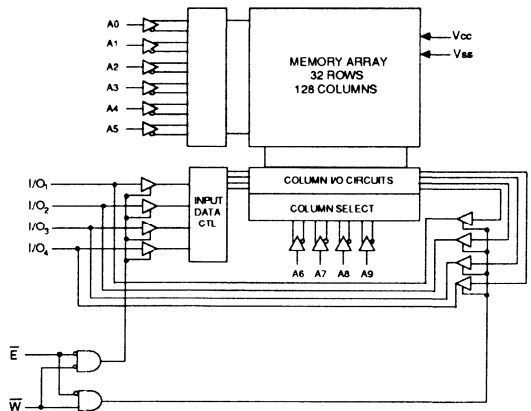 A0
A1
A2
A3
A4
A5
MEMORY ARRAY
32 ROWS
128 COLUMNS
Vcc
Vss
I/O1
I/O2
I/O3
I/O4
INPUT
DATA
CTL
COLUMN I/O CIRCUITS
COLUMN SELECT
A6 A7 A8 A9
E̅
W̅